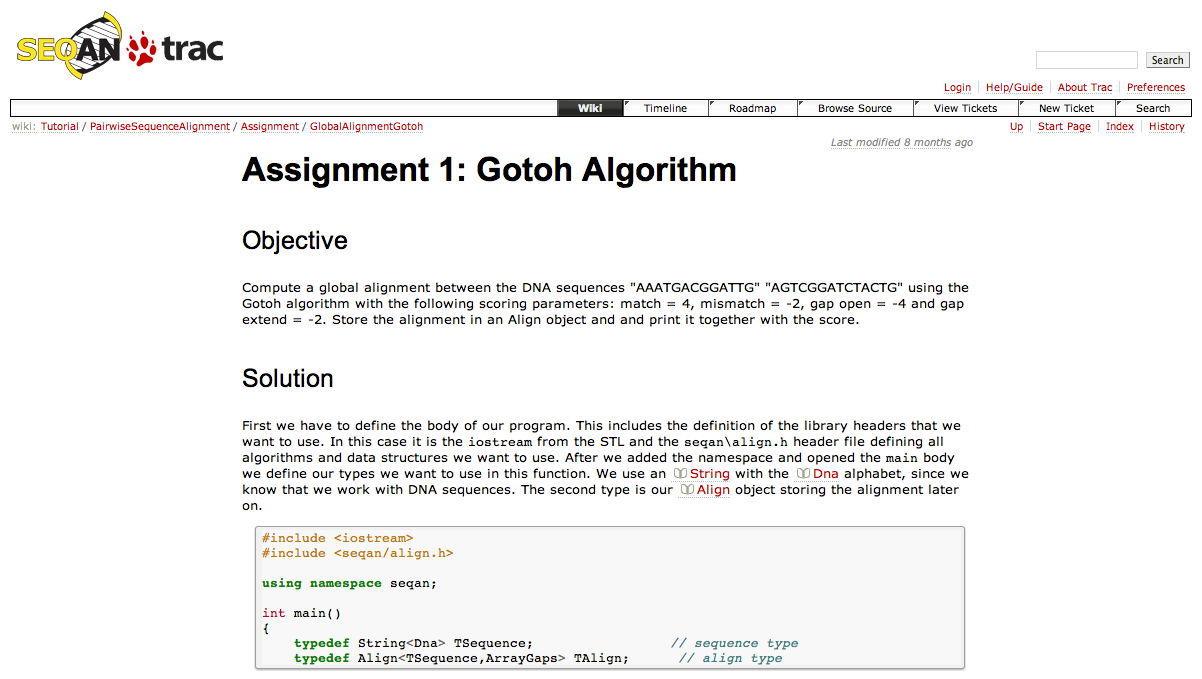 SEQAN trac
Search
Login Help/Guide About Trac Preferences
Wiki Timeline Roadmap Browse Source View Tickets New Ticket Search
wiki: Tutorial / PairwiseSequenceAlignment / Assignment / GlobalAlignmentGotoh
Up Start Page Index History
Last modified 8 months ago
Assignment 1: Gotoh Algorithm
Objective
Compute a global alignment between the DNA sequences "AAATGACGGATTG" "AGTCGGATCTACTG" using the
Gotoh algorithm with the following scoring parameters: match = 4, mismatch = -2, gap open = -4 and gap
extend = -2. Store the alignment in an Align object and and print it together with the score.
Solution
First we have to define the body of our program. This includes the definition of the library headers that we
want to use. In this case it is the iostream from the STL and the seqan\align.h header file defining all
algorithms and data structures we want to use. After we added the namespace and opened the main body
we define our types we want to use in this function. We use an String with the Dna alphabet, since we
know that we work with DNA sequences. The second type is our Align object storing the alignment later
on.
#include <iostream>
#include <seqan/align.h>
using namespace seqan;
int main()
{
typedef String<Dna> TSequence; // sequence type
typedef Align<TSequence,ArrayGaps> TAlign; // align type